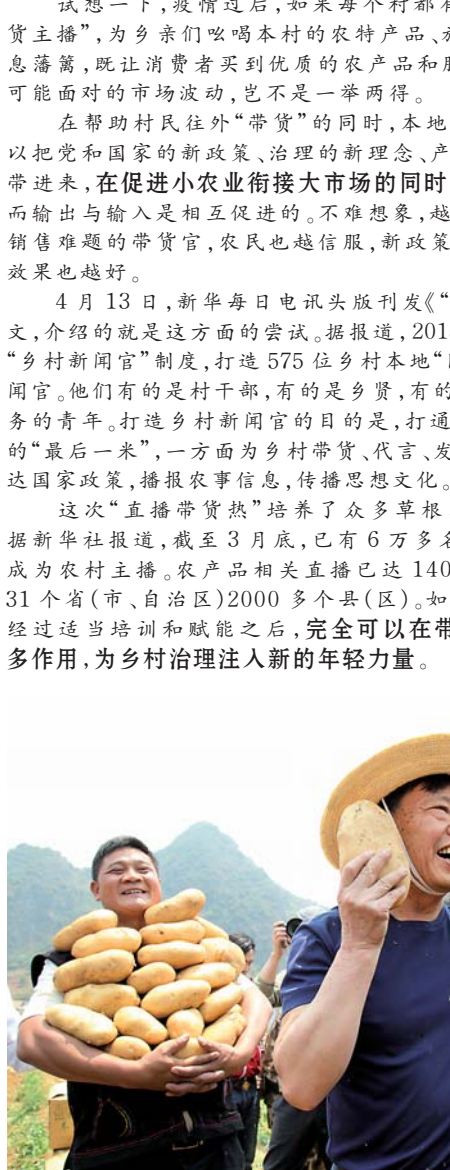 试想一下,疫情过后,如果每个村都有
货主播”,为乡亲们吆喝本村的农特产品、
息藩篱,既让消费者买到优质的农产品和
可能面对的市场波动,岂不是一举两得。
在帮助村民往外“带货”的同时,本地
以把党和国家的新政策、治理的新理念、产
带进来,在促进小农业衔接大市场的同时
而输出与输入是相互促进的。不难想象,越
销售难题的带货官,农民也越信服,新政策
效果也越好。
4月13日,新华每日电讯头版刊发《“
文,介绍的就是这方面的尝试。据报道,201
“乡村新闻官”制度,打造575位乡村本地“
闻官。他们有的是村干部,有的是乡贤,有的
务的青年。打造乡村新闻官的目的是,打通
的“最后一米”,一方面为乡村带货、代言、发
达国家政策,播报农事信息,传播思想文化。
这次“直播带货热”培养了众多草根
据新华社报道,截至3月底,已有6万多名
成为农村主播。农产品相关直播已达140
31个省(市、自治区)2000多个县(区)。如
经过适当培训和赋能之后,完全可以在带
多作用,为乡村治理注入新的年轻力量。